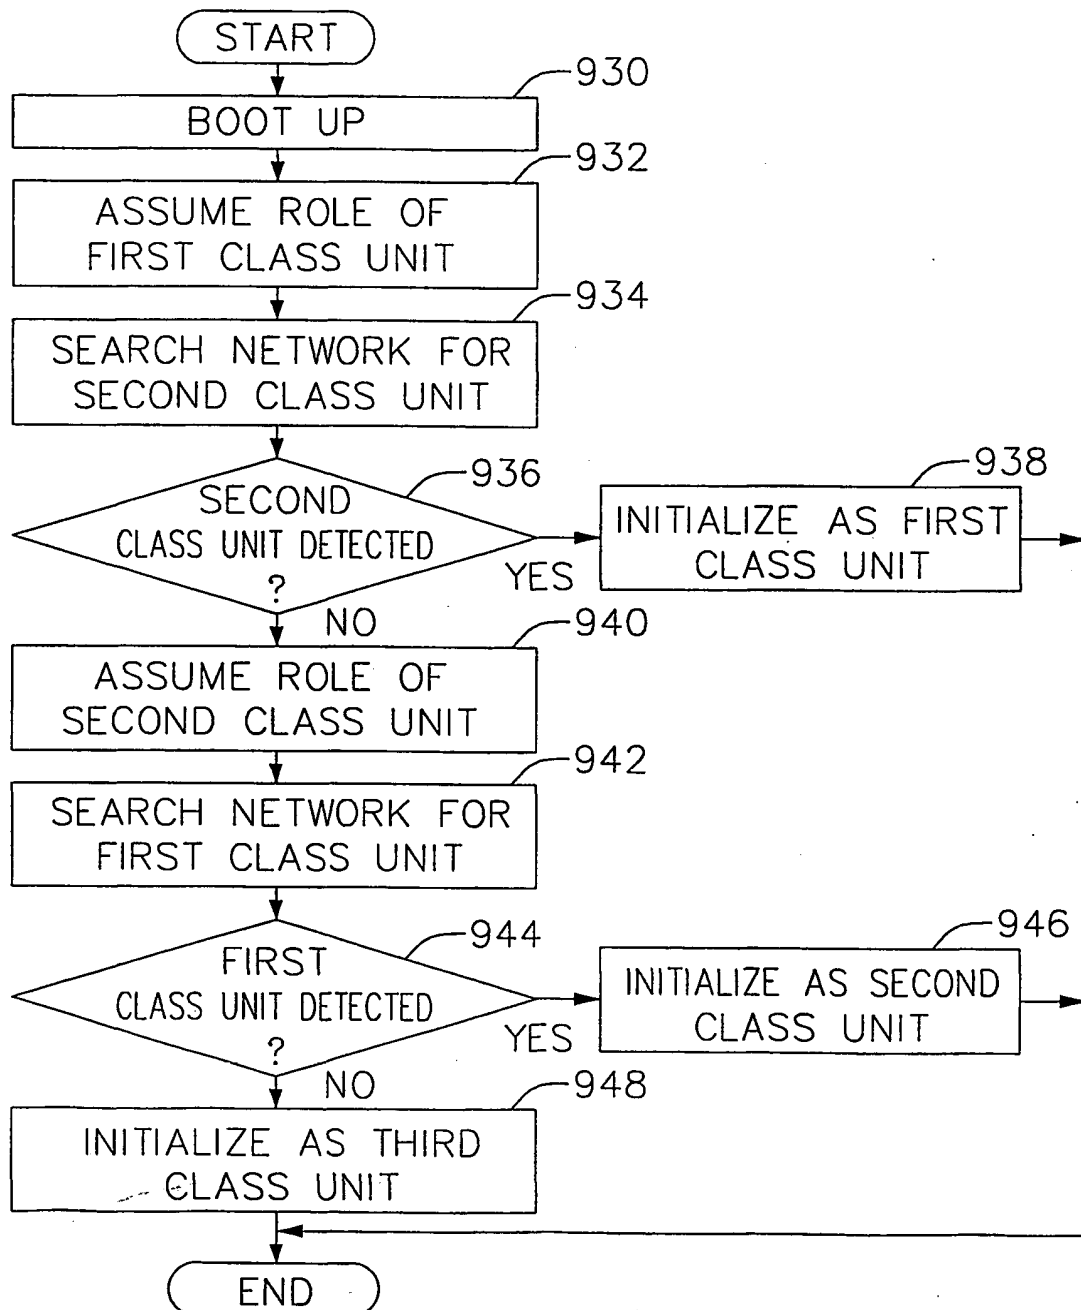 START
930
BOOT UP
932
ASSUME ROLE OF
FIRST CLASS UNIT
934
SEARCH NETWORK FOR
SECOND CLASS UNIT
936
SECOND
CLASS UNIT DETECTED
?
YES
NO
938
INITIALIZE AS FIRST
CLASS UNIT
940
ASSUME ROLE OF
SECOND CLASS UNIT
942
SEARCH NETWORK FOR
FIRST CLASS UNIT
944
FIRST
CLASS UNIT DETECTED
?
YES
NO
946
INITIALIZE AS SECOND
CLASS UNIT
948
INITIALIZE AS THIRD
CLASS UNIT
END